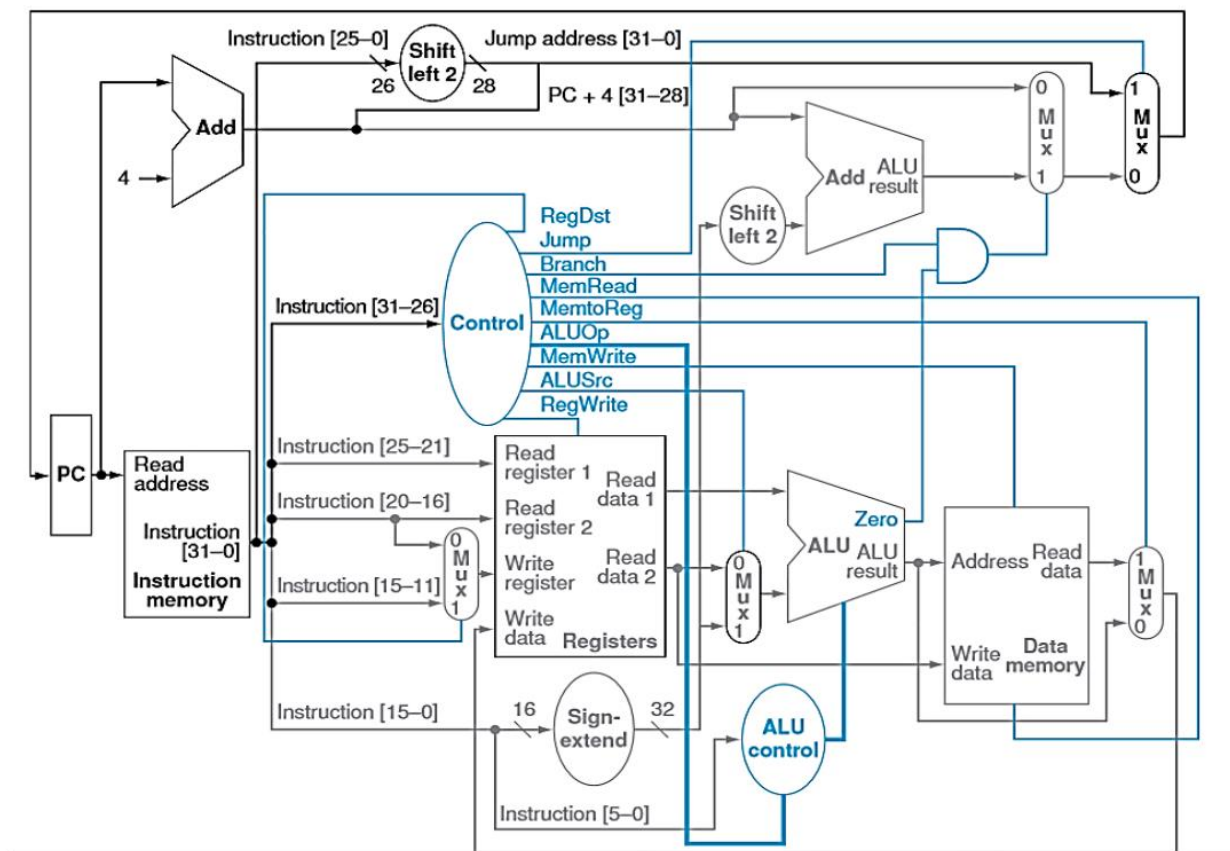 Instruction [25–0]
Shift
left 2
Jump address [31–0]
26
28
PC + 4 [31–28]
Add
4
0
M
u
x
1
1
M
u
x
0
Add
ALU
result
Shift
left 2
RegDst
Jump
Branch
MemRead
MemtoReg
ALUOp
MemWrite
ALUSrc
RegWrite
Instruction [31–26]
Control
PC
Read
address
Instruction
[31–0]
Instruction
memory
Instruction [25–21]
Instruction [20–16]
Instruction [15–11]
0
M
u
x
1
Read
register 1
Read
register 2
Write
register
Write
data
Read
data 1
Read
data 2
Registers
0
M
u
x
1
Zero
ALU
ALU
result
Address
Read
data
Write
data
Data
memory
1
M
u
x
0
Instruction [15–0]
16
Sign-
extend
32
ALU
control
Instruction [5–0]